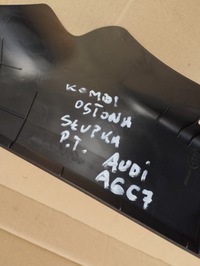 KOMBI
OSŁONA
SŁUPKA
P.T. AUDI
A6C7